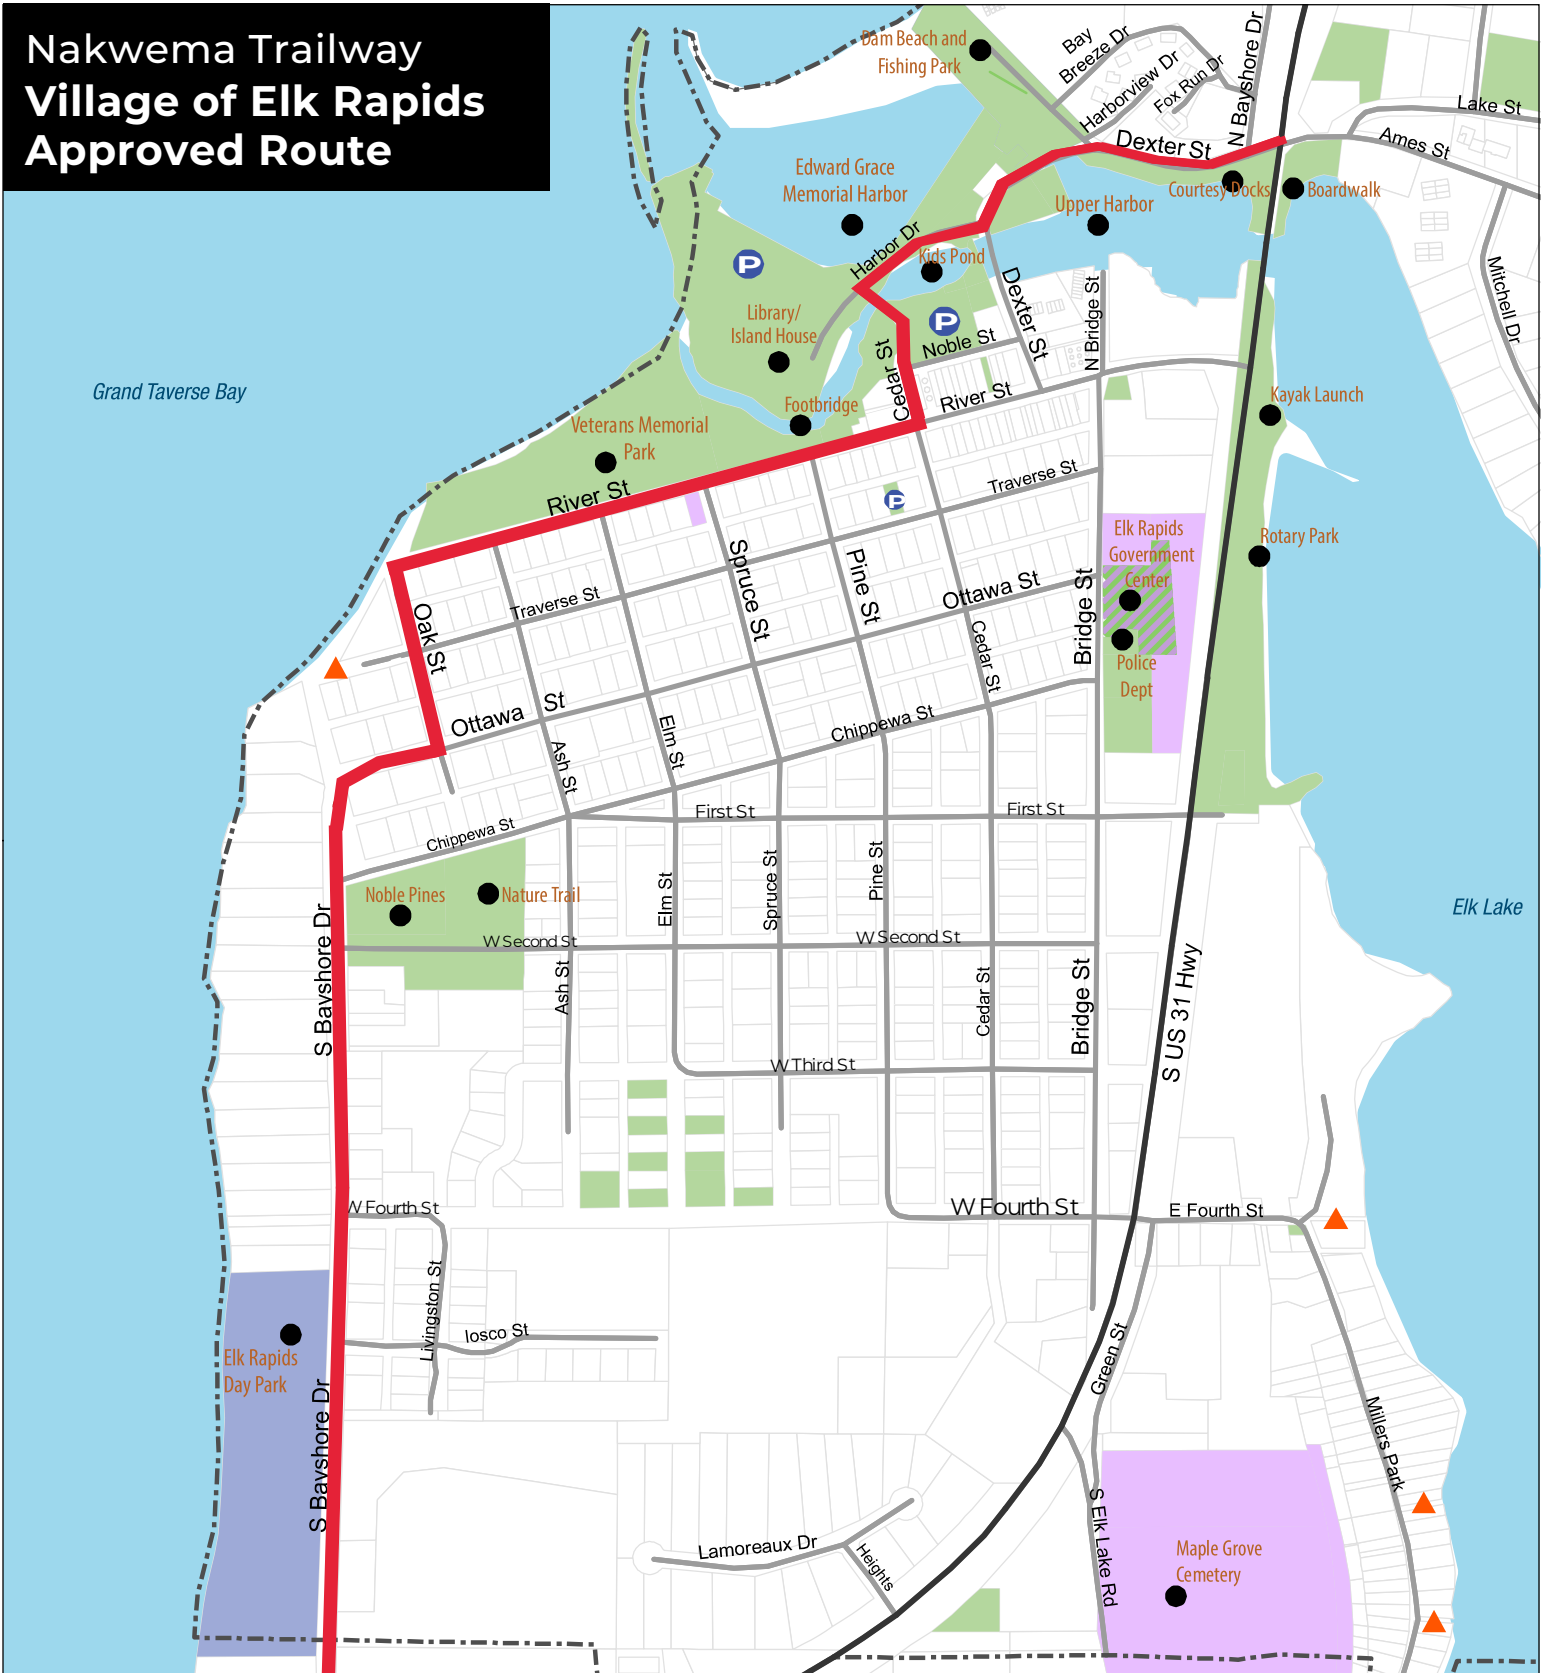 Nakwema Trailway
Village of Elk Rapids
Approved Route
Dam Beach and
Fishing Park
Bay
Breeze Dr
Harborview Dr
Fox Run Dr
N Bayshore Dr
Lake St
Ames St
Dexter St
Courtesy Docks
Boardwalk
Edward Grace
Memorial Harbor
Upper Harbor
Harbor Dr
Kids Pond
P
Mitchell Dr
Dexter St
N Bridge St
Library/
Island House
P
Noble St
Cedar St
River St
Grand Taverse Bay
Footbridge
Kayak Launch
Veterans Memorial
Park
River St
Traverse St
P
Elk Rapids
Government
Center
Rotary Park
Spruce St
Pine St
Ottawa St
Bridge St
Traverse St
Oak St
Cedar St
Police
Dept
Ottawa St
Elm St
Ash St
Chippewa St
First St
First St
Chippewa St
Noble Pines
Nature Trail
Elm St
Spruce St
Pine St
Elk Lake
S Bayshore Dr
W Second St
W Second St
Ash St
Cedar St
Bridge St
S US 31 Hwy
W Third St
W Fourth St
W Fourth St
E Fourth St
Livingston St
Iosco St
Elk Rapids
Day Park
S Bayshore Dr
Green St
Millers Park
S Elk Lake Rd
Lamoreaux Dr
Heights
Maple Grove
Cemetery